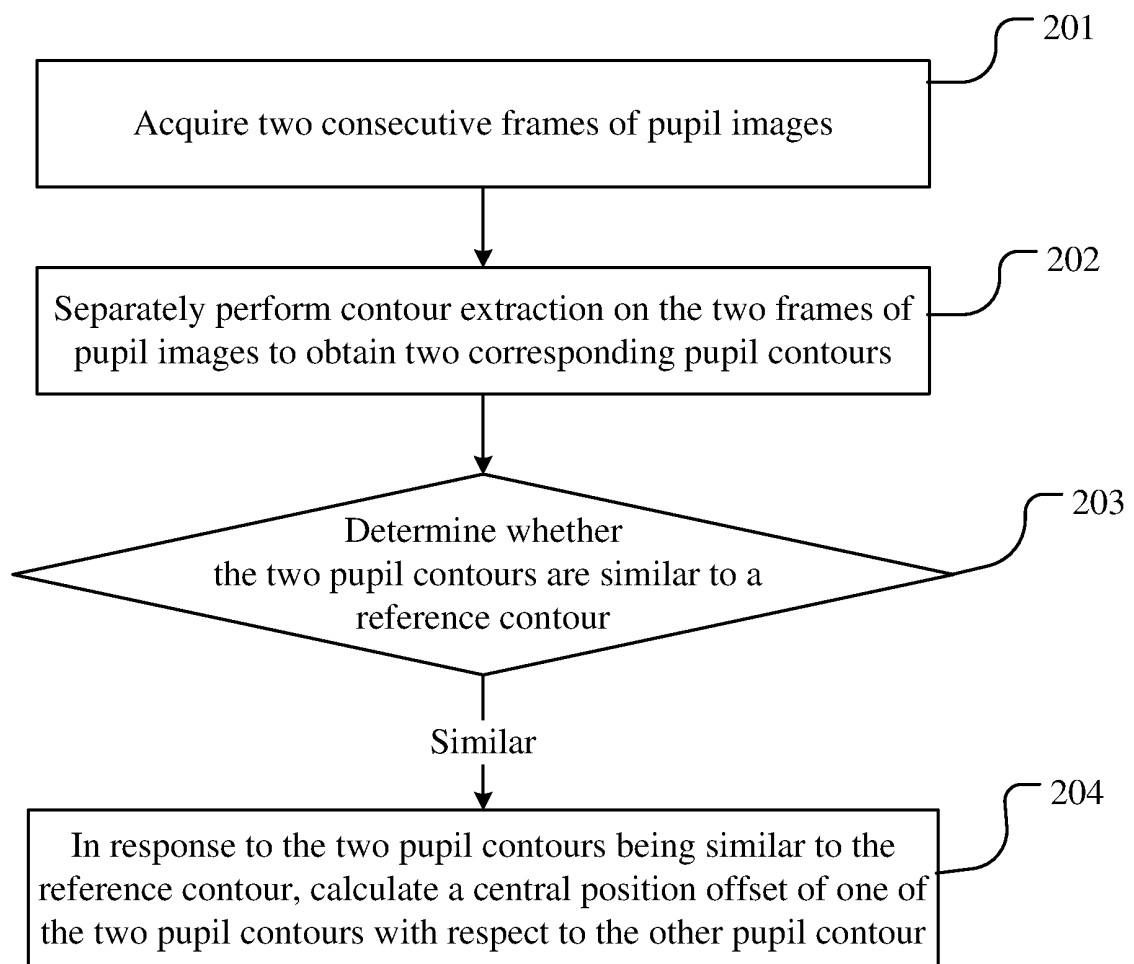 201
Acquire two consecutive frames of pupil images
202
Separately perform contour extraction on the two frames of
pupil images to obtain two corresponding pupil contours
203
Determine whether
the two pupil contours are similar to a
reference contour
Similar
204
In response to the two pupil contours being similar to the
reference contour, calculate a central position offset of one of
the two pupil contours with respect to the other pupil contour